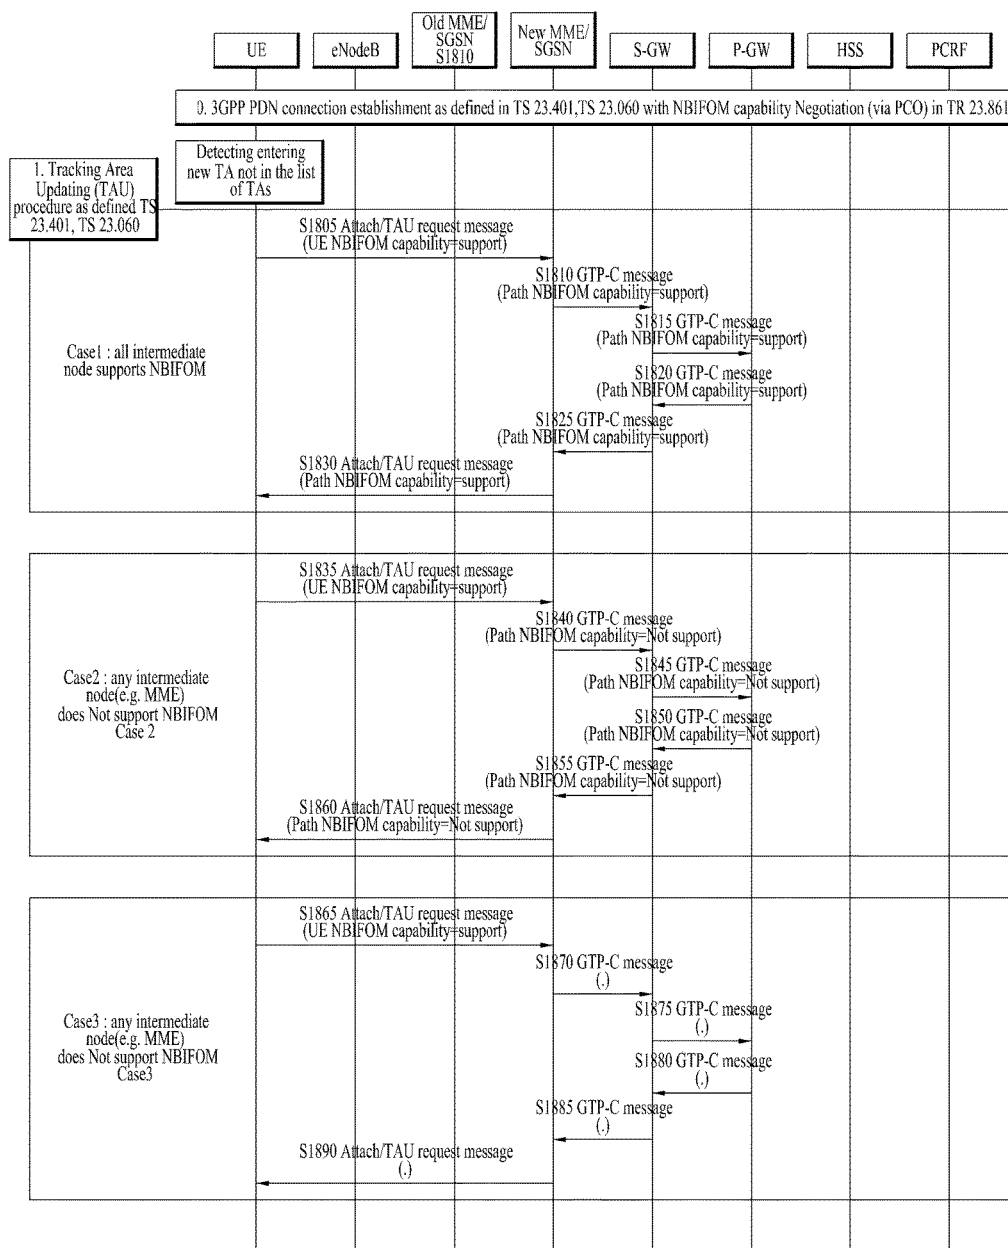 UE
eNodeB
Old MME/
SGSN
S1810
New MME/
SGSN
S-GW
P-GW
HSS
PCRF
0. 3GPP PDN connection establishment as defined in TS 23.401,TS 23.060 with NBIFOM capability Negotiation (via PCO) in TR 23.861
Detecting entering
new TA not in the list
of TAs
1. Tracking Area
Updating (TAU)
procedure as defined TS
23.401, TS 23.060
S1805 Attach/TAU request message
(UE NBIFOM capability=support)
S1810 GTP-C message
(Path NBIFOM capability=support)
S1815 GTP-C message
(Path NBIFOM capability=support)
Case1 : all intermediate
node supports NBIFOM
S1820 GTP-C message
(Path NBIFOM capability=support)
S1825 GTP-C message
(Path NBIFOM capability=support)
S1830 Attach/TAU request message
(Path NBIFOM capability=support)
S1835 Attach/TAU request message
(UE NBIFOM capability=support)
S1840 GTP-C message
(Path NBIFOM capability=Not support)
S1845 GTP-C message
(Path NBIFOM capability=Not support)
Case2 : any intermediate
node(e.g. MME)
does Not support NBIFOM
Case 2
S1850 GTP-C message
(Path NBIFOM capability=Not support)
S1855 GTP-C message
(Path NBIFOM capability=Not support)
S1860 Attach/TAU request message
(Path NBIFOM capability=Not support)
S1865 Attach/TAU request message
(UE NBIFOM capability=support)
S1870 GTP-C message
(.)
S1875 GTP-C message
(.)
Case3 : any intermediate
node(e.g. MME)
does Not support NBIFOM
Case3
S1880 GTP-C message
(.)
S1885 GTP-C message
(.)
S1890 Attach/TAU request message
(.)